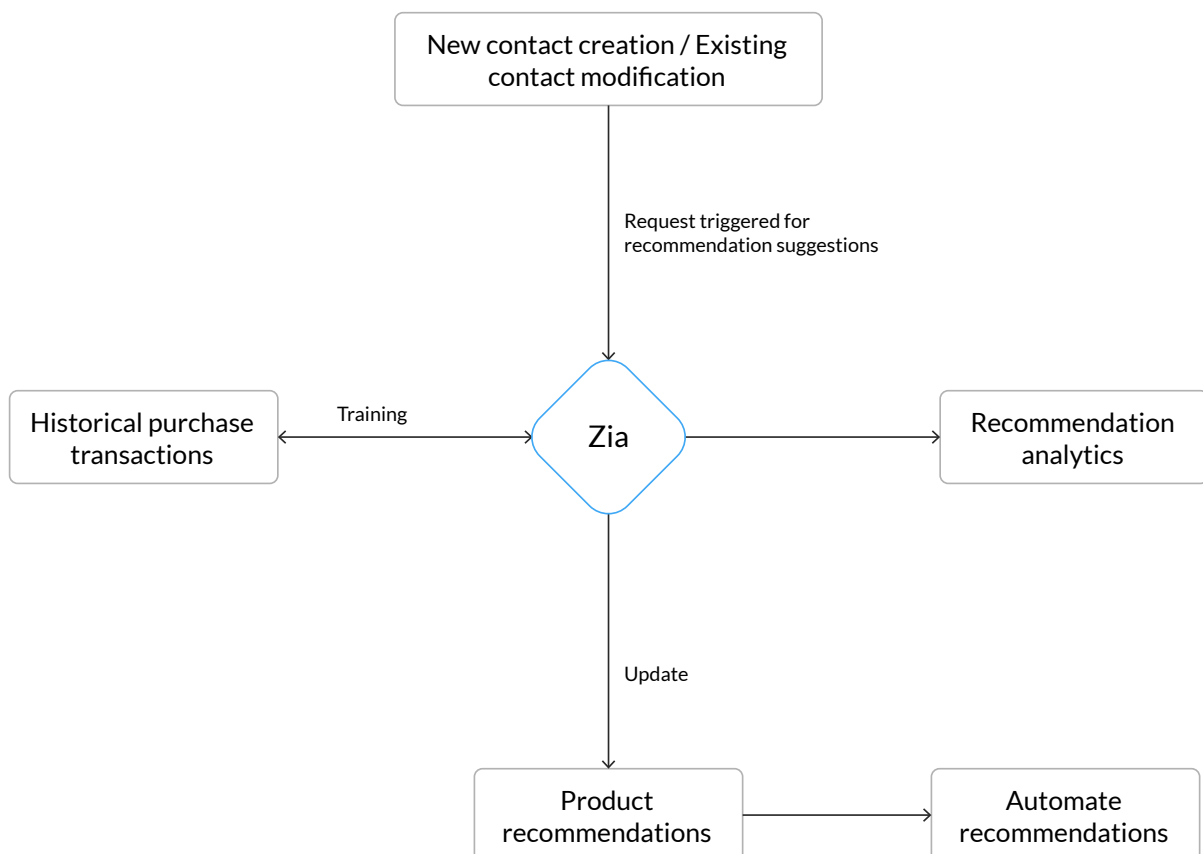 New contact creation / Existing
contact modification
Request triggered for
recommendation suggestions
Historical purchase
transactions
Training
Zia
Recommendation
analytics
Update
Product
recommendations
Automate
recommendations